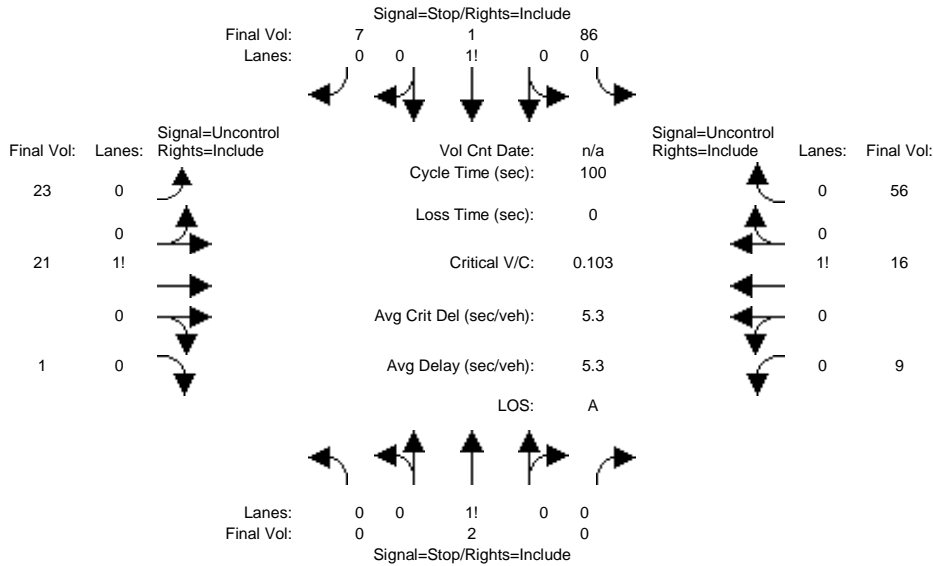 Signal=Stop/Rights=Include
Final Vol: 7 1 86
Lanes: 0 0 1! 0 0
Signal=Uncontrol Signal=Uncontrol
Final Vol: Lanes: Rights=Include Vol Cnt Date: n/a Rights=Include Lanes: Final Vol:
Cycle Time (sec): 100
23 0 0 56
Loss Time (sec): 0
0 0
21 1! Critical V/C: 0.103 1! 16
0 Avg Crit Del (sec/veh): 5.3 0
1 0 Avg Delay (sec/veh): 5.3 0 9
LOS: A
Lanes: 0 0 1! 0 0
Final Vol: 0 2 0
Signal=Stop/Rights=Include